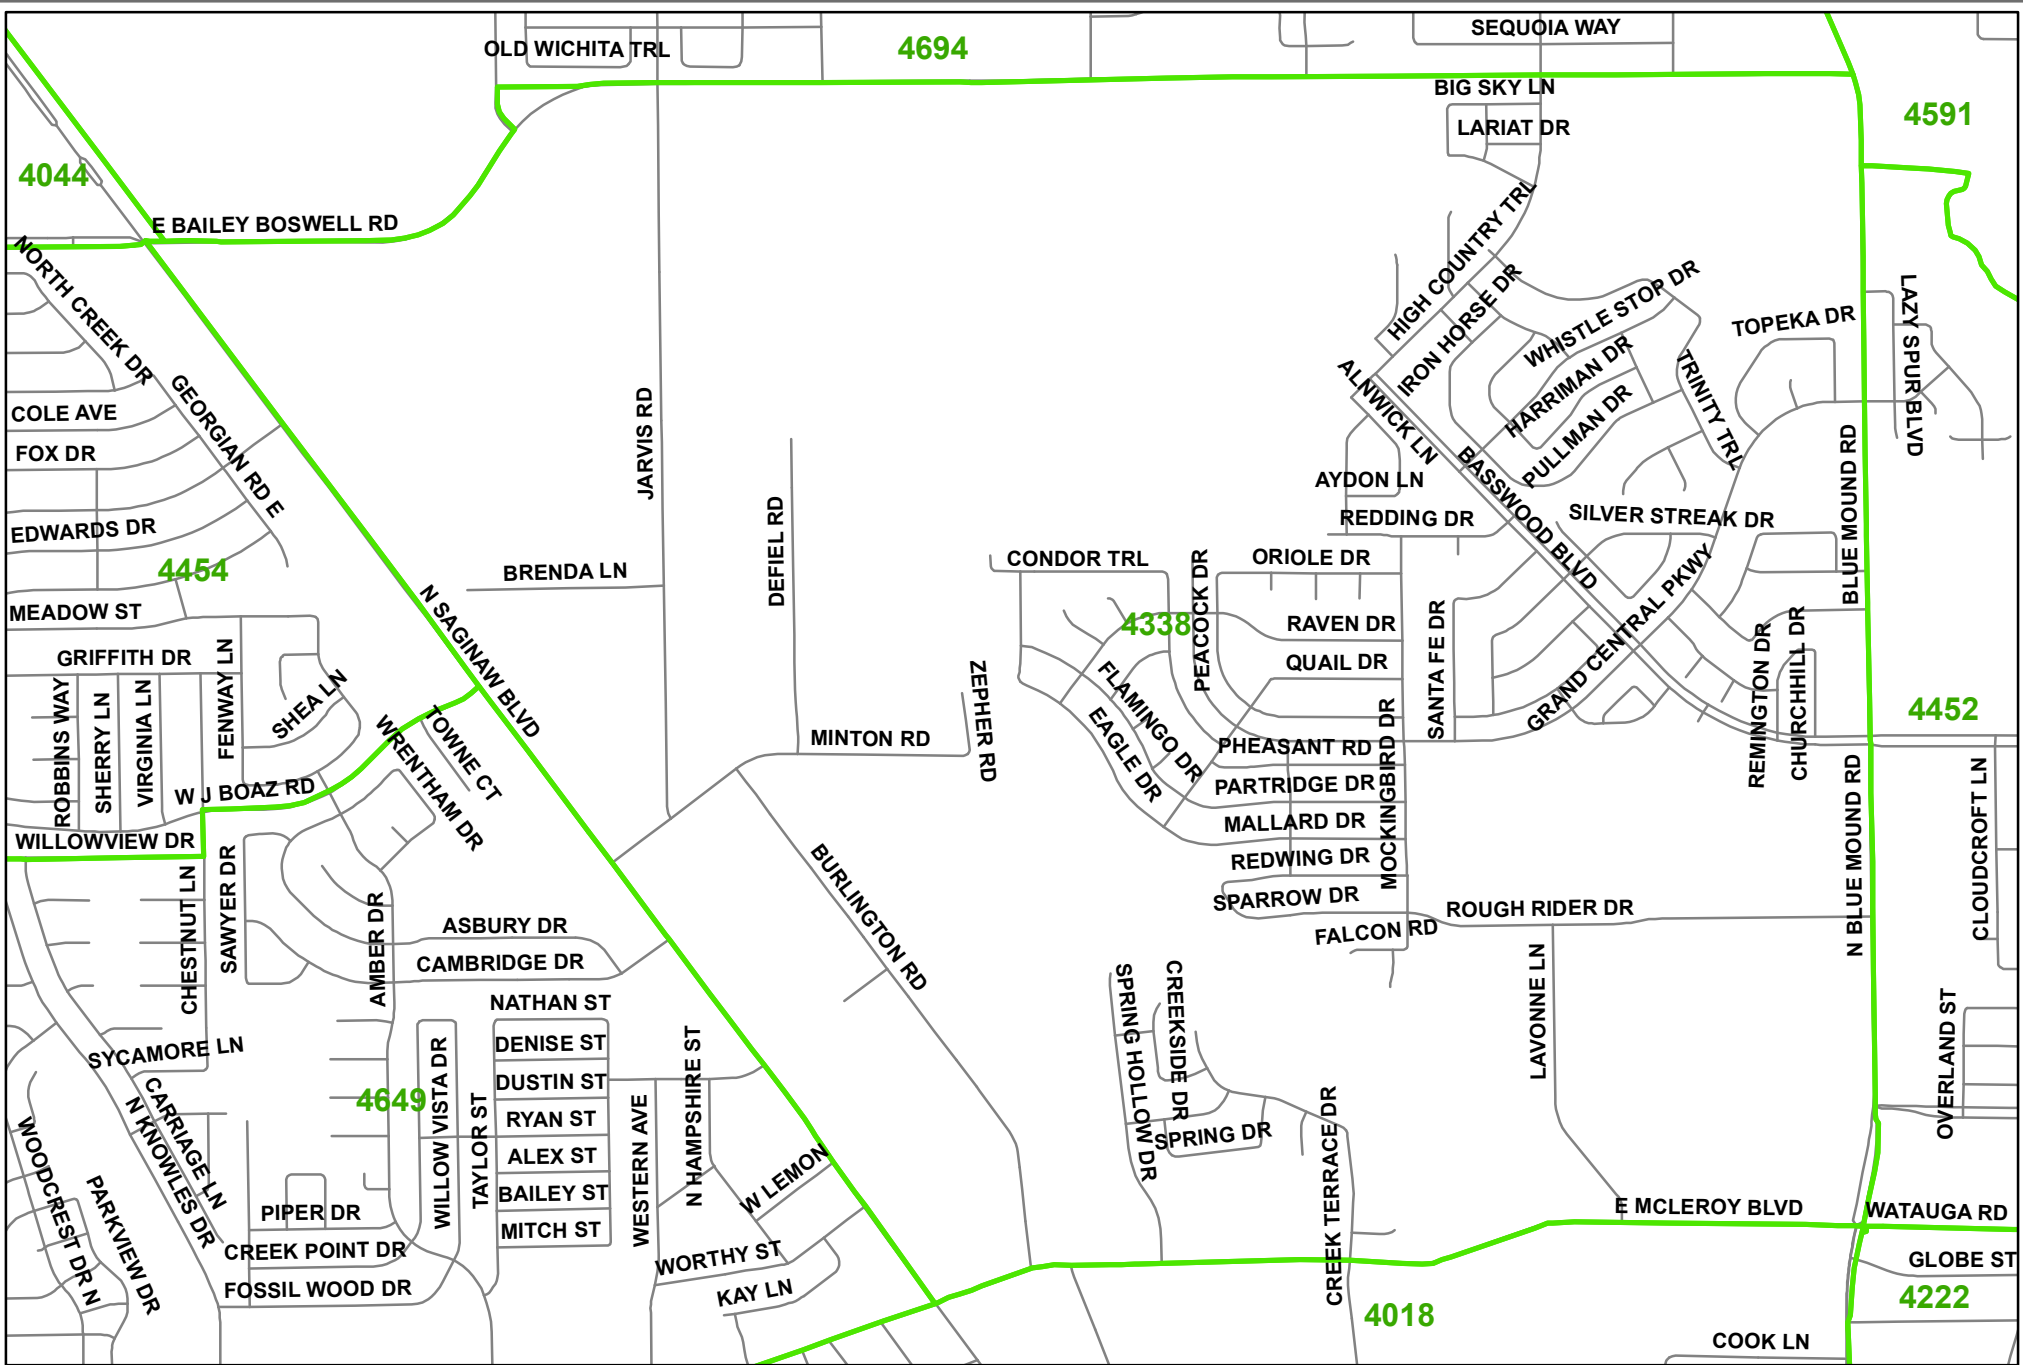 SEQUOIA WAY
OLD WICHITA TRL
4694
BIG SKY LN
4591
LARIAT DR
4044
E BAILEY BOSWELL RD
HIGH COUNTRY TRL
NORTH CREEK DR
IRON HORSE DR
WHISTLE STOP DR
TOPEKA DR
LAZY SPUR BLVD
HARRIMAN DR
ALNWICK LN
TRINITY TRL
COLE AVE
GEORGIAN RD E
JARVIS RD
PULLMAN DR
FOX DR
BLUE MOUND RD
BASSWOOD BLVD
AYDON LN
REDDING DR
SILVER STREAK DR
EDWARDS DR
DEFIEL RD
4454
BRENDA LN
CONDOR TRL
PEACOCK DR
ORIOLE DR
MEADOW ST
N SAGINAW BLVD
4338
RAVEN DR
SANTA FE DR
GRAND CENTRAL PKWY
REMINGTON DR
CHURCHHILL DR
GRIFFITH DR
FENWAY LN
QUAIL DR
ROBBINS WAY
SHERRY LN
VIRGINIA LN
SHEA LN
ZEPHER RD
FLAMINGO DR
EAGLE DR
4452
WRENTHAM DR
TOWNE CT
MINTON RD
PHEASANT RD
MOCKINGBIRD DR
PARTRIDGE DR
W J BOAZ RD
MALLARD DR
WILLOWVIEW DR
REDWING DR
N BLUE MOUND RD
CLOUDCROFT LN
BURLINGTON RD
CHESTNUT LN
SAWYER DR
AMBER DR
ASBURY DR
SPARROW DR
ROUGH RIDER DR
FALCON RD
CAMBRIDGE DR
NATHAN ST
SPRING HOLLOW DR
CREEKSIDE DR
LAVONNE LN
OVERLAND ST
DENISE ST
SYCAMORE LN
DUSTIN ST
N HAMPSHIRE ST
4649
WILLOW VISTA DR
TAYLOR ST
RYAN ST
WESTERN AVE
SPRING DR
CREEK TERRACE DR
CARRIAGE LN
N KNOWLES DR
WOODCREST DR N
PARKVIEW DR
ALEX ST
BAILEY ST
W LEMON
PIPER DR
MITCH ST
E MCLEROY BLVD
WATAUGA RD
CREEK POINT DR
WORTHY ST
GLOBE ST
FOSSIL WOOD DR
KAY LN
4018
4222
COOK LN